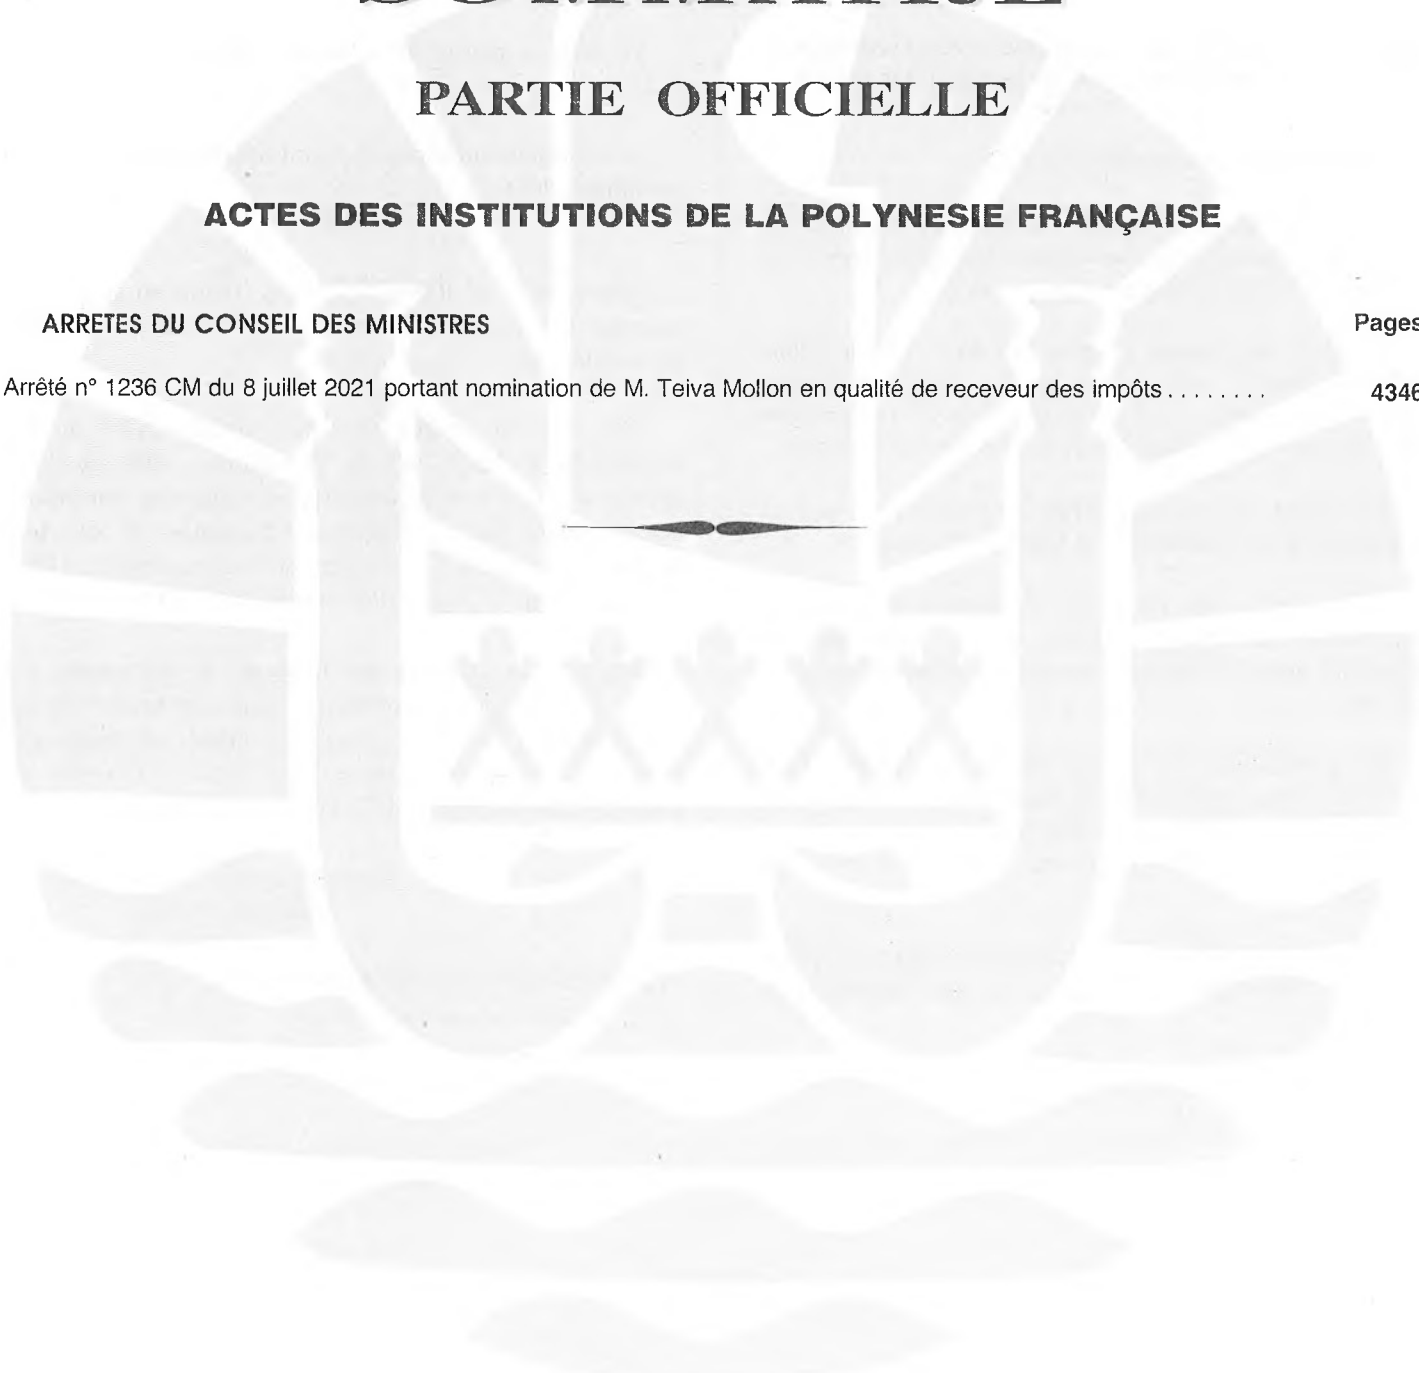 PARTIE OFFICIELLE
ACTES DES INSTITUTIONS DE LA POLYNESIE FRANÇAISE
ARRETES DU CONSEIL DES MINISTRES Pages
Arrêté n° 1236 CM du 8 juillet 2021 portant nomination de M. Teiva Mollon en qualité de receveur des impôts . . . . . . . . 4346